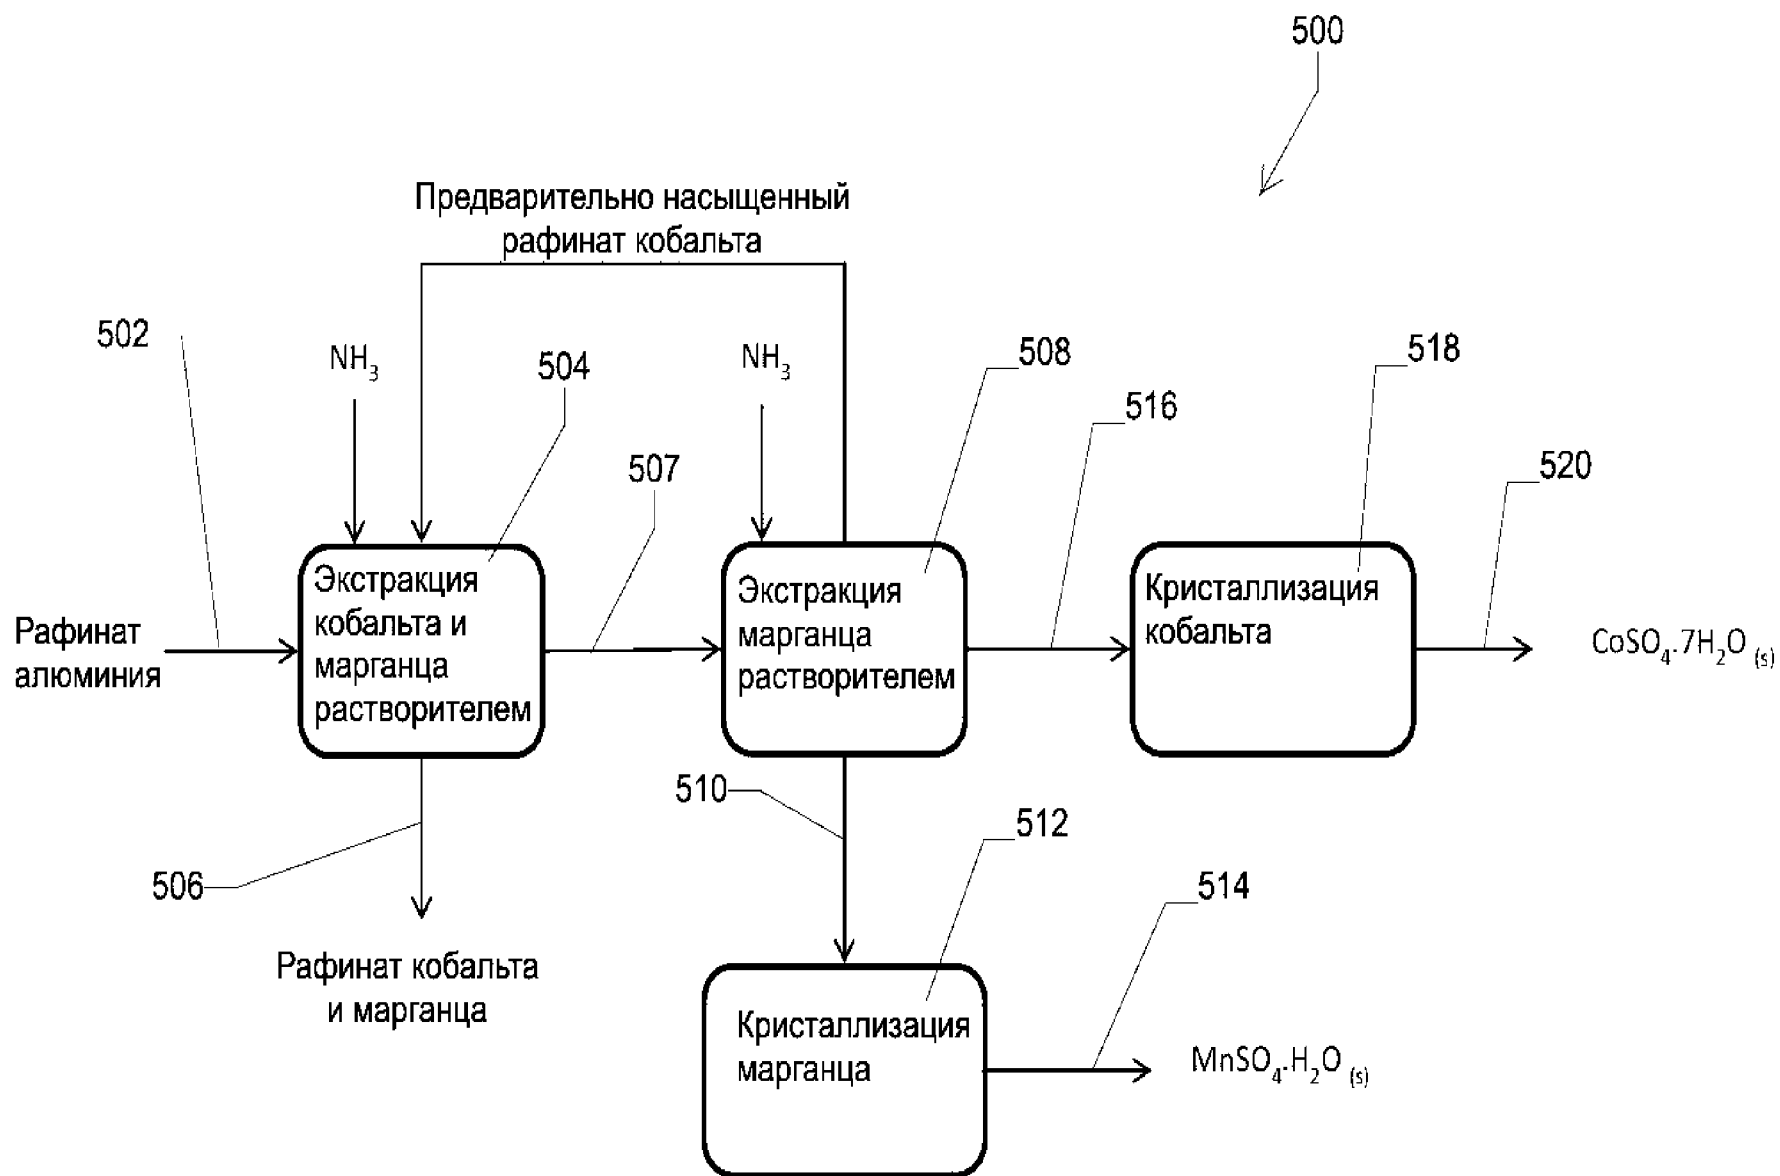 500
Предварительно насыщенный
рафинат кобальта
502
NH₃
504
NH₃
508
518
516
507
520
Экстракция
кобальта и
марганца
растворителем
Экстракция
марганца
растворителем
Кристаллизация
кобальта
Рафинат
алюминия
CoSO₄.7H₂O (s)
510
512
506
514
Рафинат кобальта
и марганца
Кристаллизация
марганца
MnSO₄.H₂O (s)